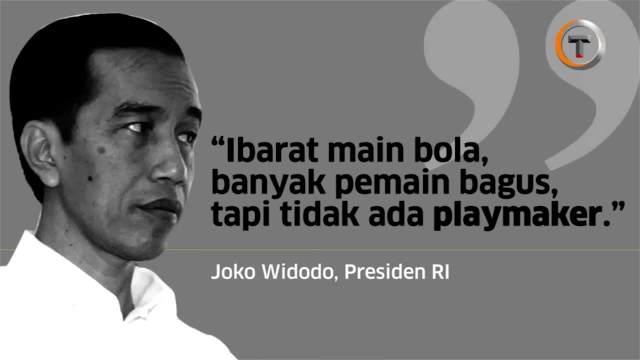 T
“Ibarat main bola,
banyak pemain bagus,
tapi tidak ada playmaker.”
Joko Widodo, Presiden RI